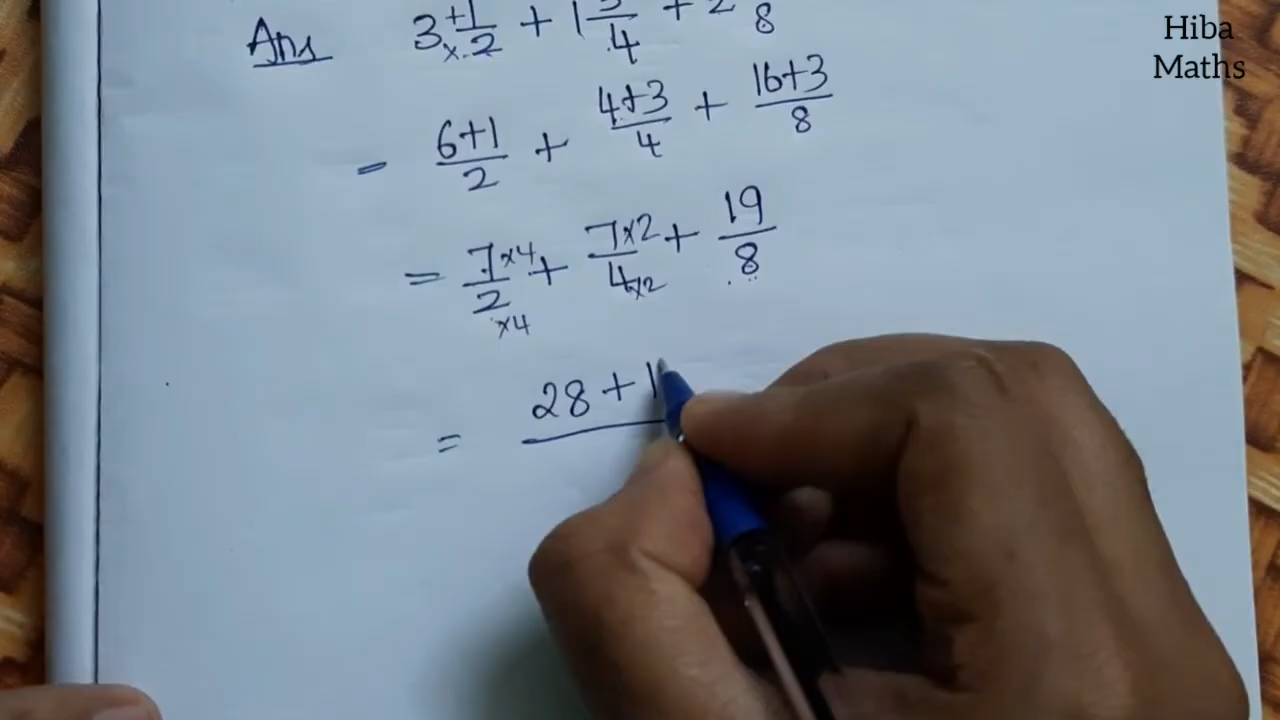 Hiba
Maths
Ans 3 +1/×2 + 1 3/4 + 2 /8
= 6+1/2 + 4+3/4 + 16+3/8
= 7×4/2×4 + 7×2/4×2 + 19/8
= 28 + 1